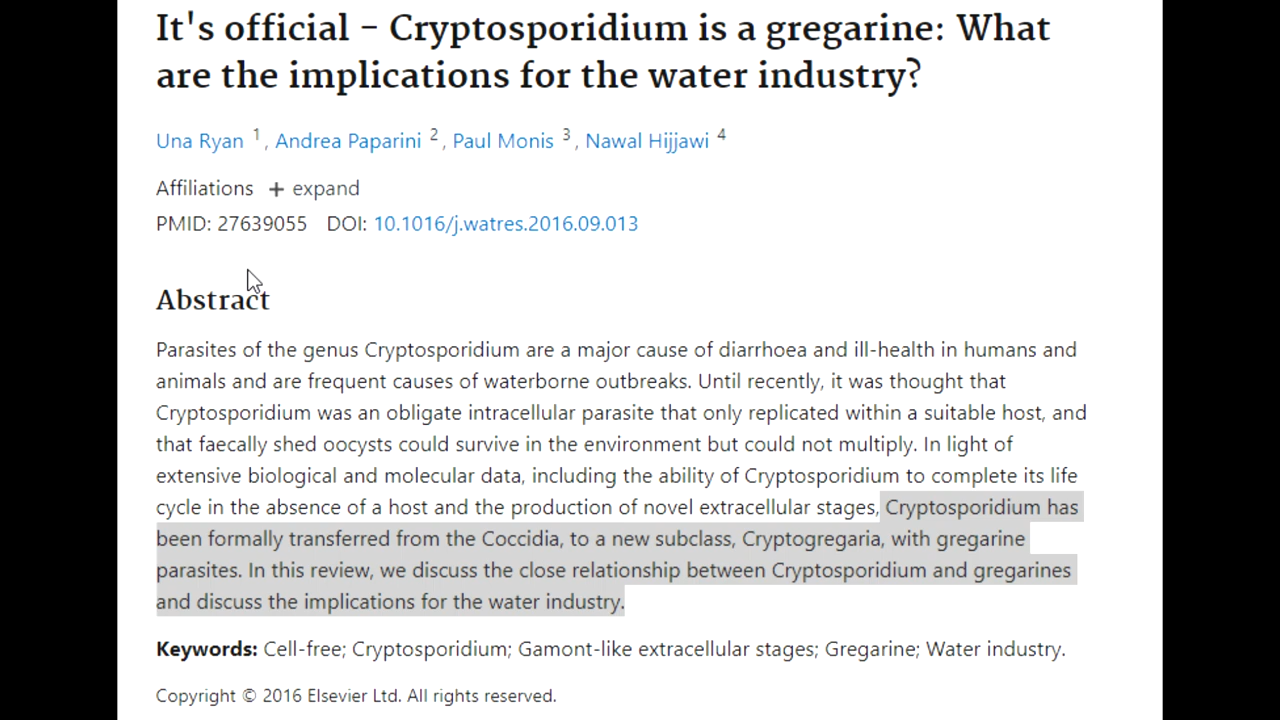 It's official - Cryptosporidium is a gregarine: What
are the implications for the water industry?
Una Ryan 1, Andrea Paparini 2, Paul Monis 3, Nawal Hijjawi 4
Affiliations + expand
PMID: 27639055 DOI: 10.1016/j.watres.2016.09.013
Abstract
Parasites of the genus Cryptosporidium are a major cause of diarrhoea and ill-health in humans and
animals and are frequent causes of waterborne outbreaks. Until recently, it was thought that
Cryptosporidium was an obligate intracellular parasite that only replicated within a suitable host, and
that faecally shed oocysts could survive in the environment but could not multiply. In light of
extensive biological and molecular data, including the ability of Cryptosporidium to complete its life
cycle in the absence of a host and the production of novel extracellular stages, Cryptosporidium has
been formally transferred from the Coccidia, to a new subclass, Cryptogregaria, with gregarine
parasites. In this review, we discuss the close relationship between Cryptosporidium and gregarines
and discuss the implications for the water industry.
Keywords: Cell-free; Cryptosporidium; Gamont-like extracellular stages; Gregarine; Water industry.
Copyright © 2016 Elsevier Ltd. All rights reserved.